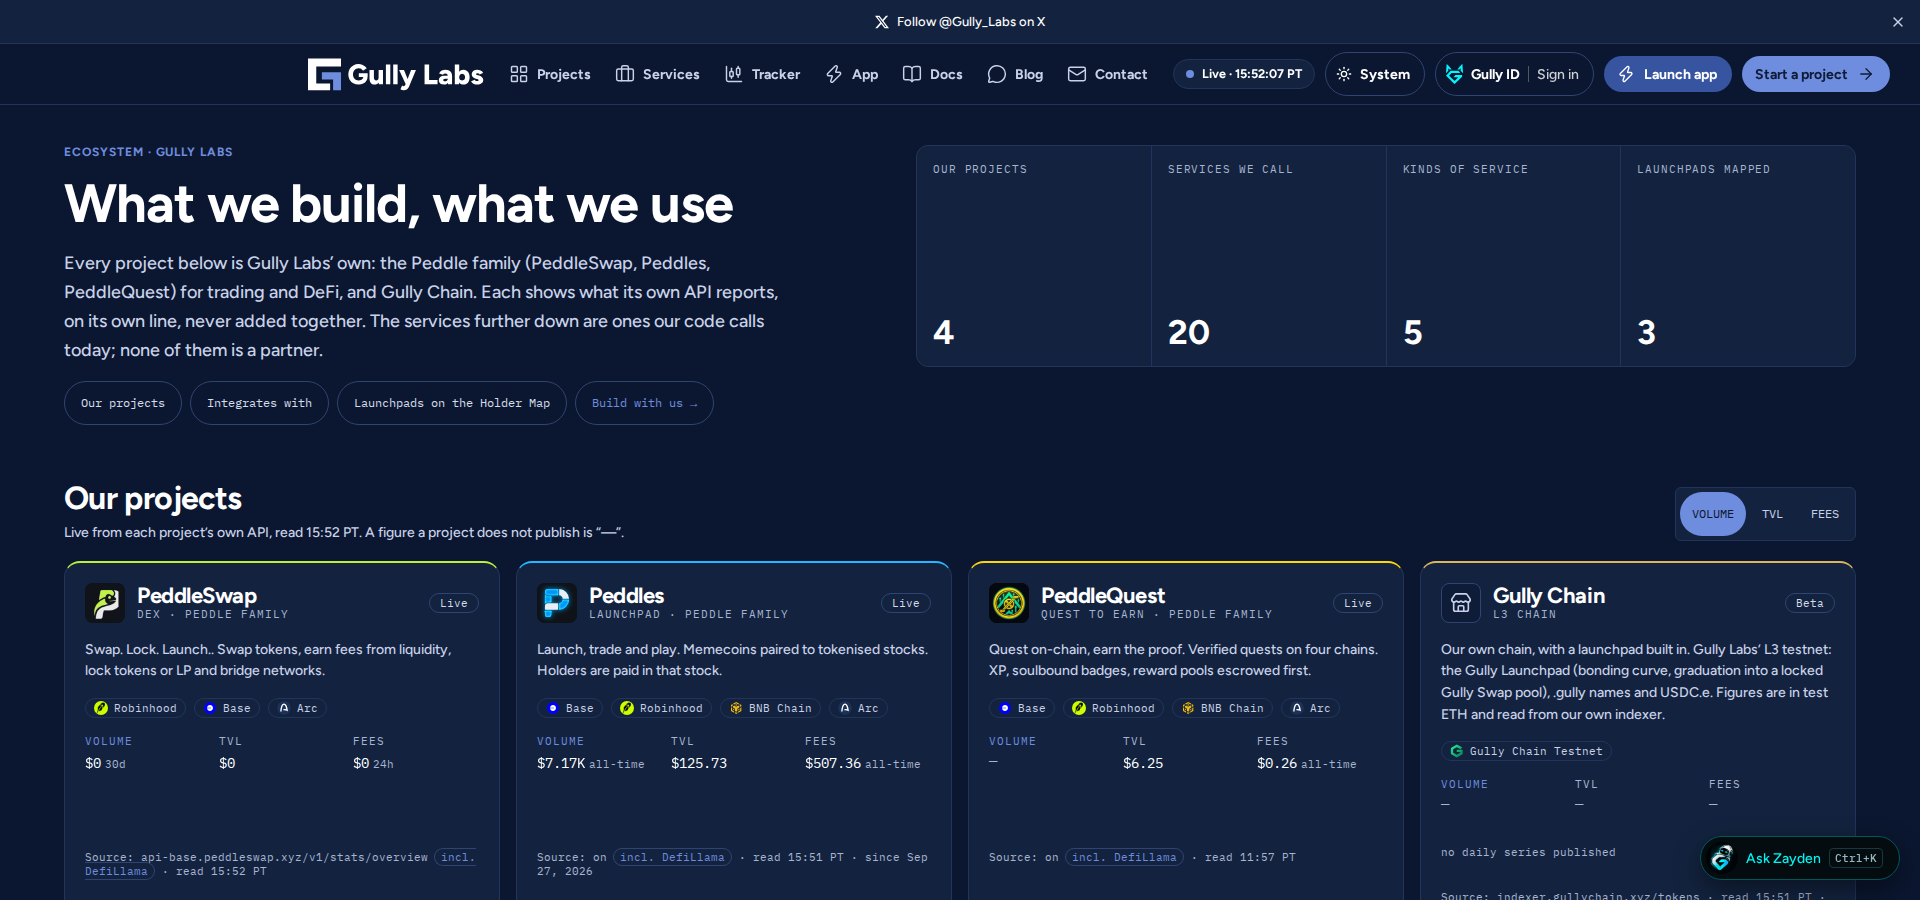 Follow @Gully_Labs on X
Gully Labs
Projects
Services
Tracker
App
Docs
Blog
Contact
Live · 15:52:07 PT
System
Gully ID | Sign in
Launch app
Start a project →
ECOSYSTEM · GULLY LABS
What we build, what we use
Every project below is Gully Labs’ own: the Peddle family (PeddleSwap, Peddles,
PeddleQuest) for trading and DeFi, and Gully Chain. Each shows what its own API reports,
on its own line, never added together. The services further down are ones our code calls
today; none of them is a partner.
Our projects
Integrates with
Launchpads on the Holder Map
Build with us →
OUR PROJECTS
4
SERVICES WE CALL
20
KINDS OF SERVICE
5
LAUNCHPADS MAPPED
3
Our projects
Live from each project’s own API, read 15:52 PT. A figure a project does not publish is “—”.
VOLUME
TVL
FEES
PeddleSwap
DEX · PEDDLE FAMILY
Live
Swap. Lock. Launch.. Swap tokens, earn fees from liquidity,
lock tokens or LP and bridge networks.
Robinhood
Base
Arc
VOLUME
TVL
FEES
$0 30d
$0
$0 24h
Source: api-base.peddleswap.xyz/v1/stats/overview incl.
DefiLlama · read 15:52 PT
Peddles
LAUNCHPAD · PEDDLE FAMILY
Live
Launch, trade and play. Memecoins paired to tokenised stocks.
Holders are paid in that stock.
Base
Robinhood
BNB Chain
Arc
VOLUME
TVL
FEES
$7.17K all-time
$125.73
$507.36 all-time
Source: on incl. DefiLlama · read 15:51 PT · since Sep
27, 2026
PeddleQuest
QUEST TO EARN · PEDDLE FAMILY
Live
Quest on-chain, earn the proof. Verified quests on four chains.
XP, soulbound badges, reward pools escrowed first.
Base
Robinhood
BNB Chain
Arc
VOLUME
TVL
FEES
—
$6.25
$0.26 all-time
Source: on incl. DefiLlama · read 11:57 PT
Gully Chain
L3 CHAIN
Beta
Our own chain, with a launchpad built in. Gully Labs’ L3 testnet:
the Gully Launchpad (bonding curve, graduation into a locked
Gully Swap pool), .gully names and USDC.e. Figures are in test
ETH and read from our own indexer.
Gully Chain Testnet
VOLUME
TVL
FEES
—
—
—
no daily series published
Source: indexer.gullychain.xyz/tokens · read 15:51 PT ·
Ask Zayden Ctrl+K